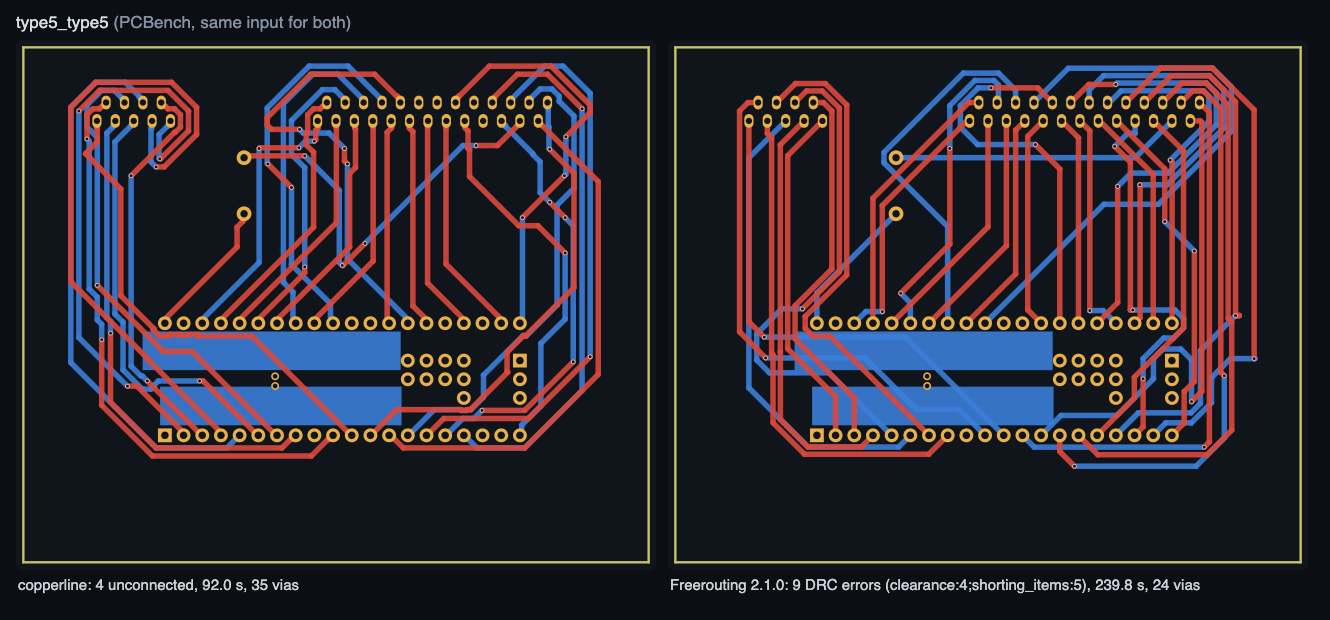 type5_type5 (PCBench, same input for both)
copperline: 4 unconnected, 92.0 s, 35 vias
Freerouting 2.1.0: 9 DRC errors (clearance:4;shorting_items:5), 239.8 s, 24 vias